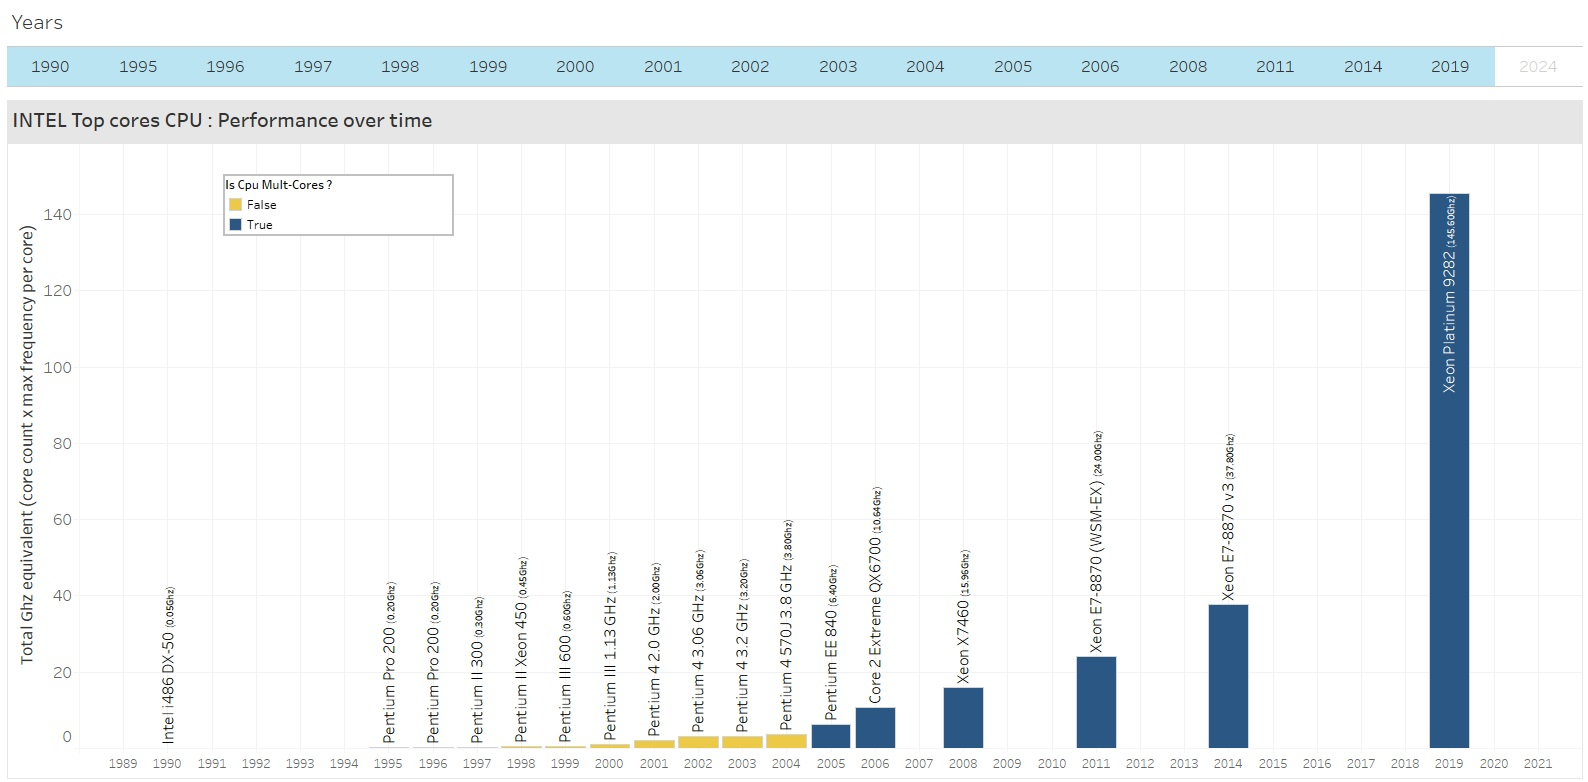 Years
1990 1995 1996 1997 1998 1999 2000 2001 2002 2003 2004 2005 2006 2008 2011 2014 2019 2024
INTEL Top cores CPU : Performance over time
Is Cpu Mult-Cores ?
False
True
Total Ghz equivalent (core count x max frequency per core)
140
120
100
80
60
40
20
0
Intel i486 DX-50 (0.05Ghz)
Pentium Pro 200 (0.20Ghz)
Pentium Pro 200 (0.20Ghz)
Pentium II 300 (0.30Ghz)
Pentium II Xeon 450 (0.45Ghz)
Pentium III 600 (0.60Ghz)
Pentium III 1.13 GHz (1.13Ghz)
Pentium 4 2.0 GHz (2.00Ghz)
Pentium 4 3.06 GHz (3.06Ghz)
Pentium 4 3.2 GHz (3.20Ghz)
Pentium 4 570J 3.8 GHz (3.80Ghz)
Pentium EE 840 (6.40Ghz)
Core 2 Extreme QX6700 (10.64Ghz)
Xeon X7460 (15.96Ghz)
Xeon E7-8870 (WSM-EX) (24.00Ghz)
Xeon E7-8870 v3 (37.80Ghz)
Xeon Platinum 9282 (145.60Ghz)
1989 1990 1991 1992 1993 1994 1995 1996 1997 1998 1999 2000 2001 2002 2003 2004 2005 2006 2007 2008 2009 2010 2011 2012 2013 2014 2015 2016 2017 2018 2019 2020 2021